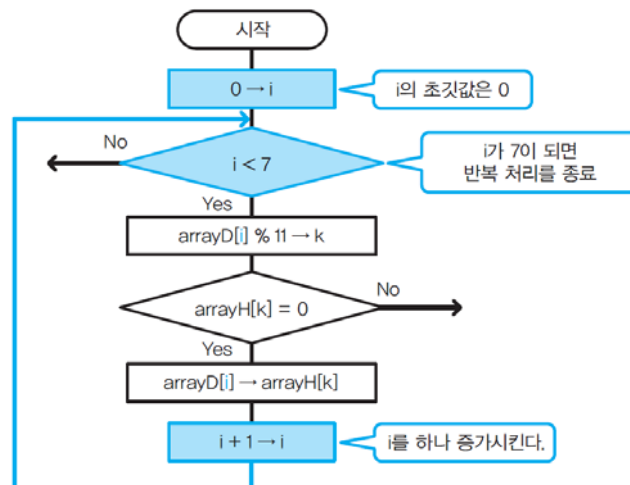 시작
0 → i
i의 초깃값은 0
No
i < 7
i가 7이 되면
반복 처리를 종료
Yes
arrayD[i] % 11 → k
arrayH[k] = 0
No
Yes
arrayD[i] → arrayH[k]
i + 1 → i
i를 하나 증가시킨다.